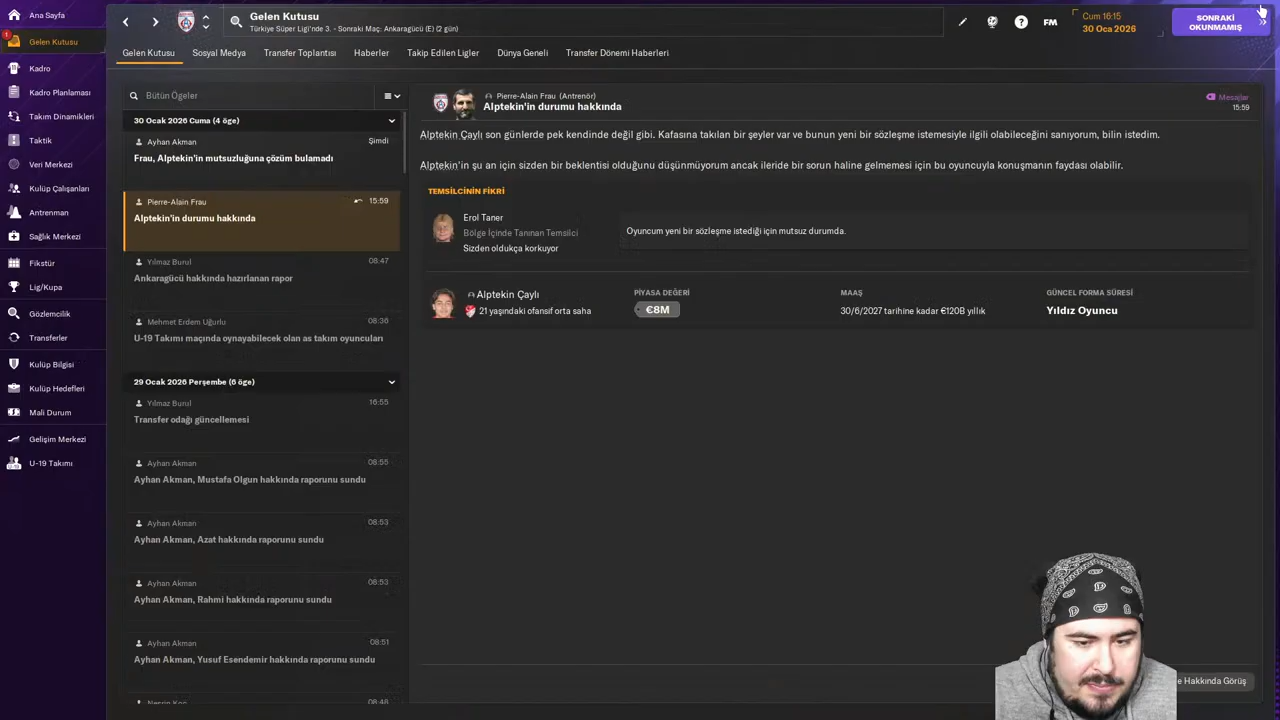 Ana Sayfa
1
Gelen Kutusu
Kadro
Kadro Planlaması
Takım Dinamikleri
Taktik
Veri Merkezi
Kulüp Çalışanları
Antrenman
Sağlık Merkezi
Fikstür
Lig/Kupa
Gözlemcilik
Transferler
Kulüp Bilgisi
Kulüp Hedefleri
Mali Durum
Gelişim Merkezi
U-19 Takımı
Gelen Kutusu
Türkiye Süper Ligi'nde 3. - Sonraki Maç: Ankaragücü (E) (2 gün)
FM
Cum 16:15
30 Oca 2026
SONRAKİ
OKUNMAMIŞ
Gelen Kutusu
Sosyal Medya
Transfer Toplantısı
Haberler
Takip Edilen Ligler
Dünya Geneli
Transfer Dönemi Haberleri
Bütün Ögeler
30 Ocak 2026 Cuma (4 öge)
Ayhan Akman
Şimdi
Frau, Alptekin'in mutsuzluğuna çözüm bulamadı
Pierre-Alain Frau
15:59
Alptekin'in durumu hakkında
Yılmaz Burul
08:47
Ankaragücü hakkında hazırlanan rapor
Mehmet Erdem Uğurlu
08:36
U-19 Takımı maçında oynayabilecek olan as takım oyuncuları
29 Ocak 2026 Perşembe (6 öge)
Yılmaz Burul
16:55
Transfer odağı güncellemesi
Ayhan Akman
08:55
Ayhan Akman, Mustafa Olgun hakkında raporunu sundu
Ayhan Akman
08:53
Ayhan Akman, Azat hakkında raporunu sundu
Ayhan Akman
08:53
Ayhan Akman, Rahmi hakkında raporunu sundu
Ayhan Akman
08:51
Ayhan Akman, Yusuf Esendemir hakkında raporunu sundu
Nesrin Koç
08:46
Pierre-Alain Frau (Antrenör)
Alptekin'in durumu hakkında
Mesajlar
15:59
Alptekin Çaylı son günlerde pek kendinde değil gibi. Kafasına takılan bir şeyler var ve bunun yeni bir sözleşme istemesiyle ilgili olabileceğini sanıyorum, bilin istedim.
Alptekin'in şu an için sizden bir beklentisi olduğunu düşünmüyorum ancak ileride bir sorun haline gelmemesi için bu oyuncuyla konuşmanın faydası olabilir.
TEMSİLCİNİN FİKRİ
Erol Taner
Bölge İçinde Tanınan Temsilci
Sizden oldukça korkuyor
Oyuncum yeni bir sözleşme istediği için mutsuz durumda.
Alptekin Çaylı
21 yaşındaki ofansif orta saha
PİYASA DEĞERİ
€8M
MAAŞ
30/6/2027 tarihine kadar €120B yıllık
GÜNCEL FORMA SÜRESİ
Yıldız Oyuncu
e Hakkında Görüş